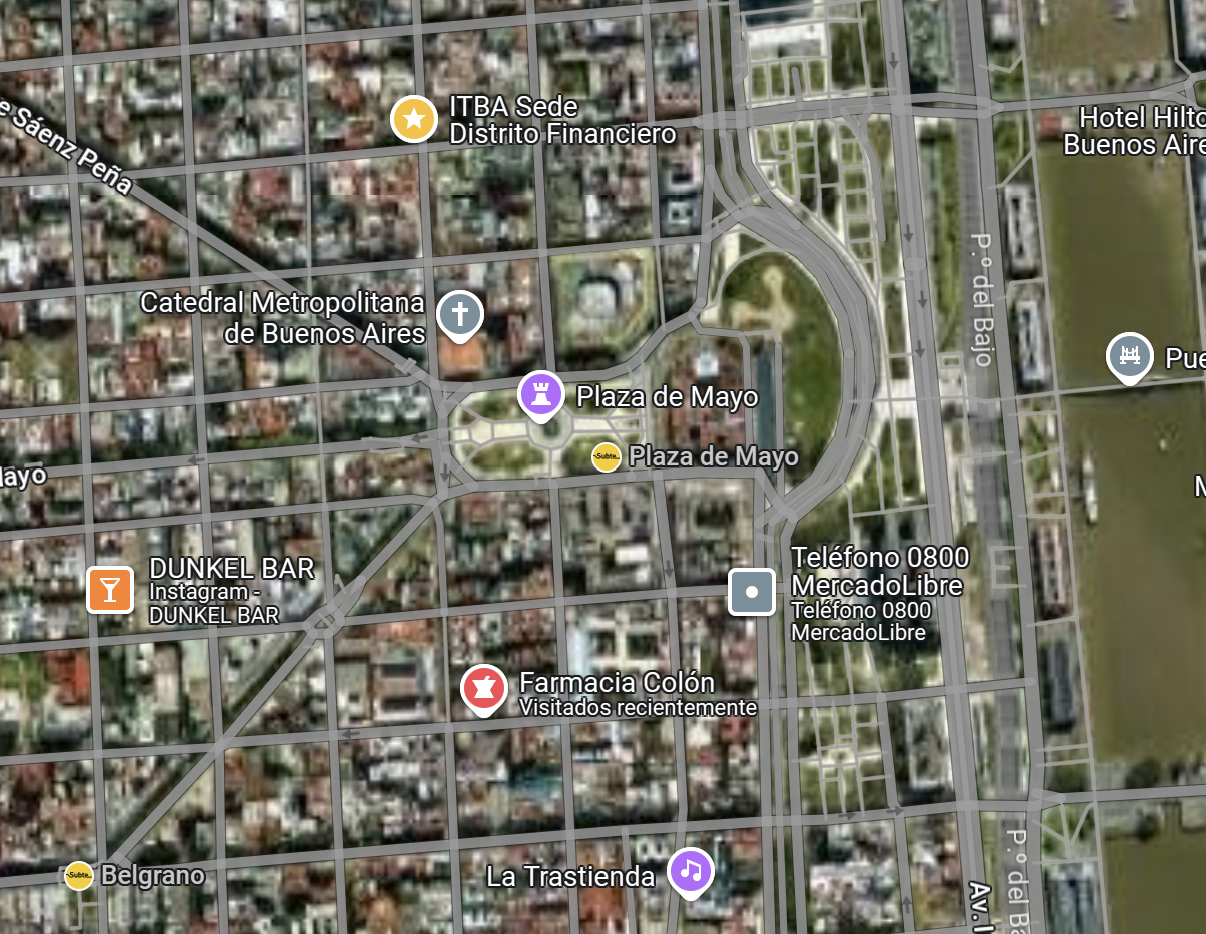 e Sáenz Peña
ITBA Sede
Distrito Financiero
Hotel Hilto
Buenos Aire
P.º del Bajo
Catedral Metropolitana
de Buenos Aires
Pue
Plaza de Mayo
Subte
Plaza de Mayo
layo
M
DUNKEL BAR
Instagram -
DUNKEL BAR
Teléfono 0800
MercadoLibre
Teléfono 0800
MercadoLibre
Farmacia Colón
Visitados recientemente
Subte
Belgrano
La Trastienda
Av.I
P.º del Ba